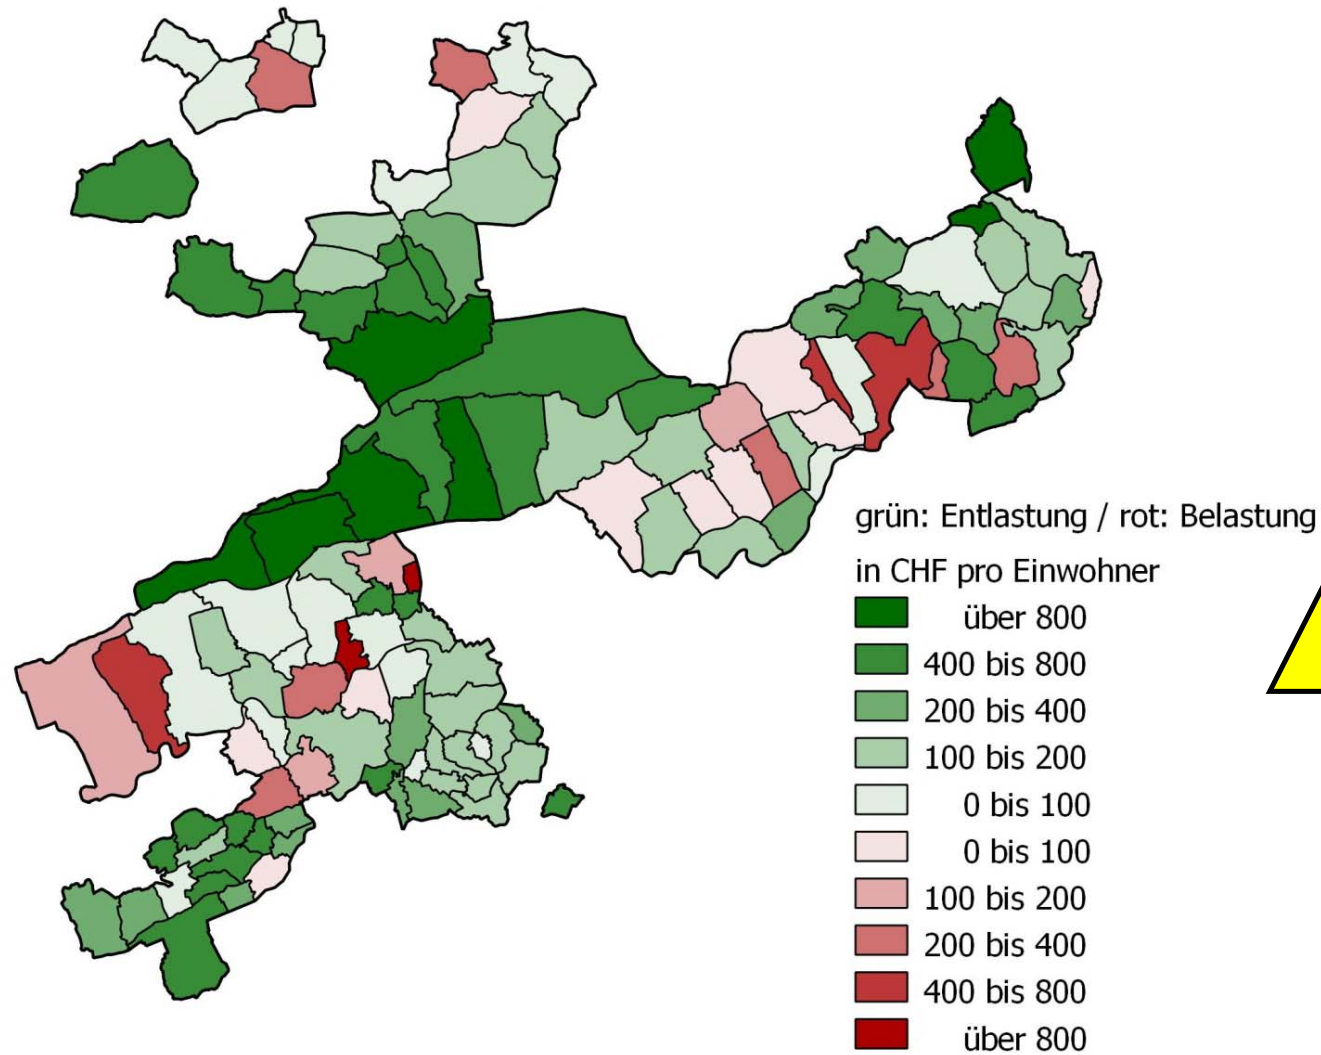 grün: Entlastung / rot: Belastung
in CHF pro Einwohner
über 800
400 bis 800
200 bis 400
100 bis 200
0 bis 100
0 bis 100
100 bis 200
200 bis 400
400 bis 800
über 800